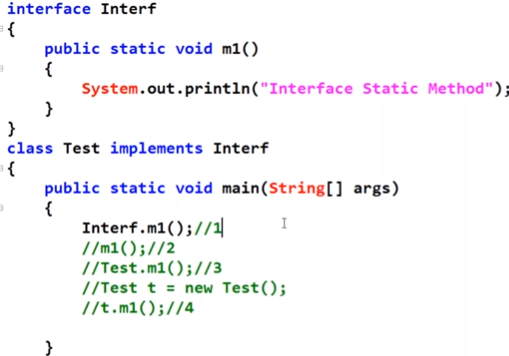 interface Interf
{
public static void m1()
{
System.out.println("Interface Static Method");
}
}
class Test implements Interf
{
public static void main(String[] args)
{
Interf.m1();//1
//m1();//2
//Test.m1();//3
//Test t = new Test();
//t.m1();//4
}